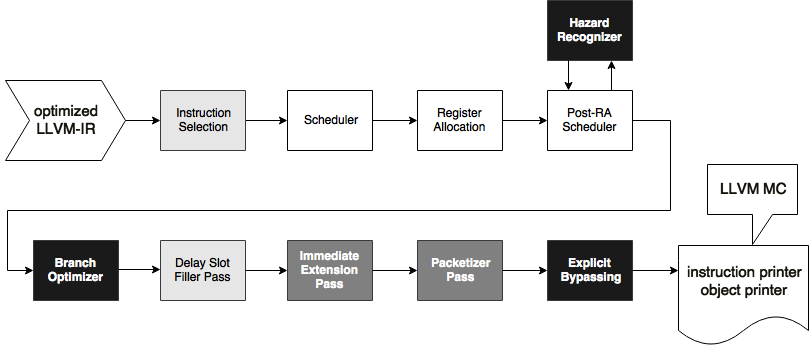 Hazard
Recognizer
optimized
LLVM-IR
Instruction
Selection
Scheduler
Register
Allocation
Post-RA
Scheduler
LLVM MC
Branch
Optimizer
Delay Slot
Filler Pass
Immediate
Extension
Pass
Packetizer
Pass
Explicit
Bypassing
instruction printer
object printer